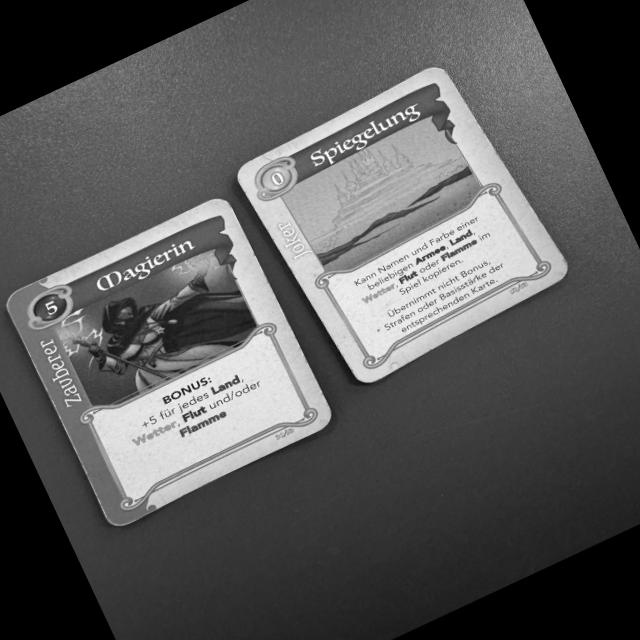 5
Magierin
Zauberer
BONUS:
+5 für jedes Land,
Wetter, Flut und/oder
Flamme
0
Spiegelung
Joker
Kann Namen und Farbe einer
beliebigen Armee, Land,
Wetter, Flut oder Flamme im
Spiel kopieren.
* Übernimmt nicht Bonus,
Strafen oder Basisstärke der
entsprechenden Karte.